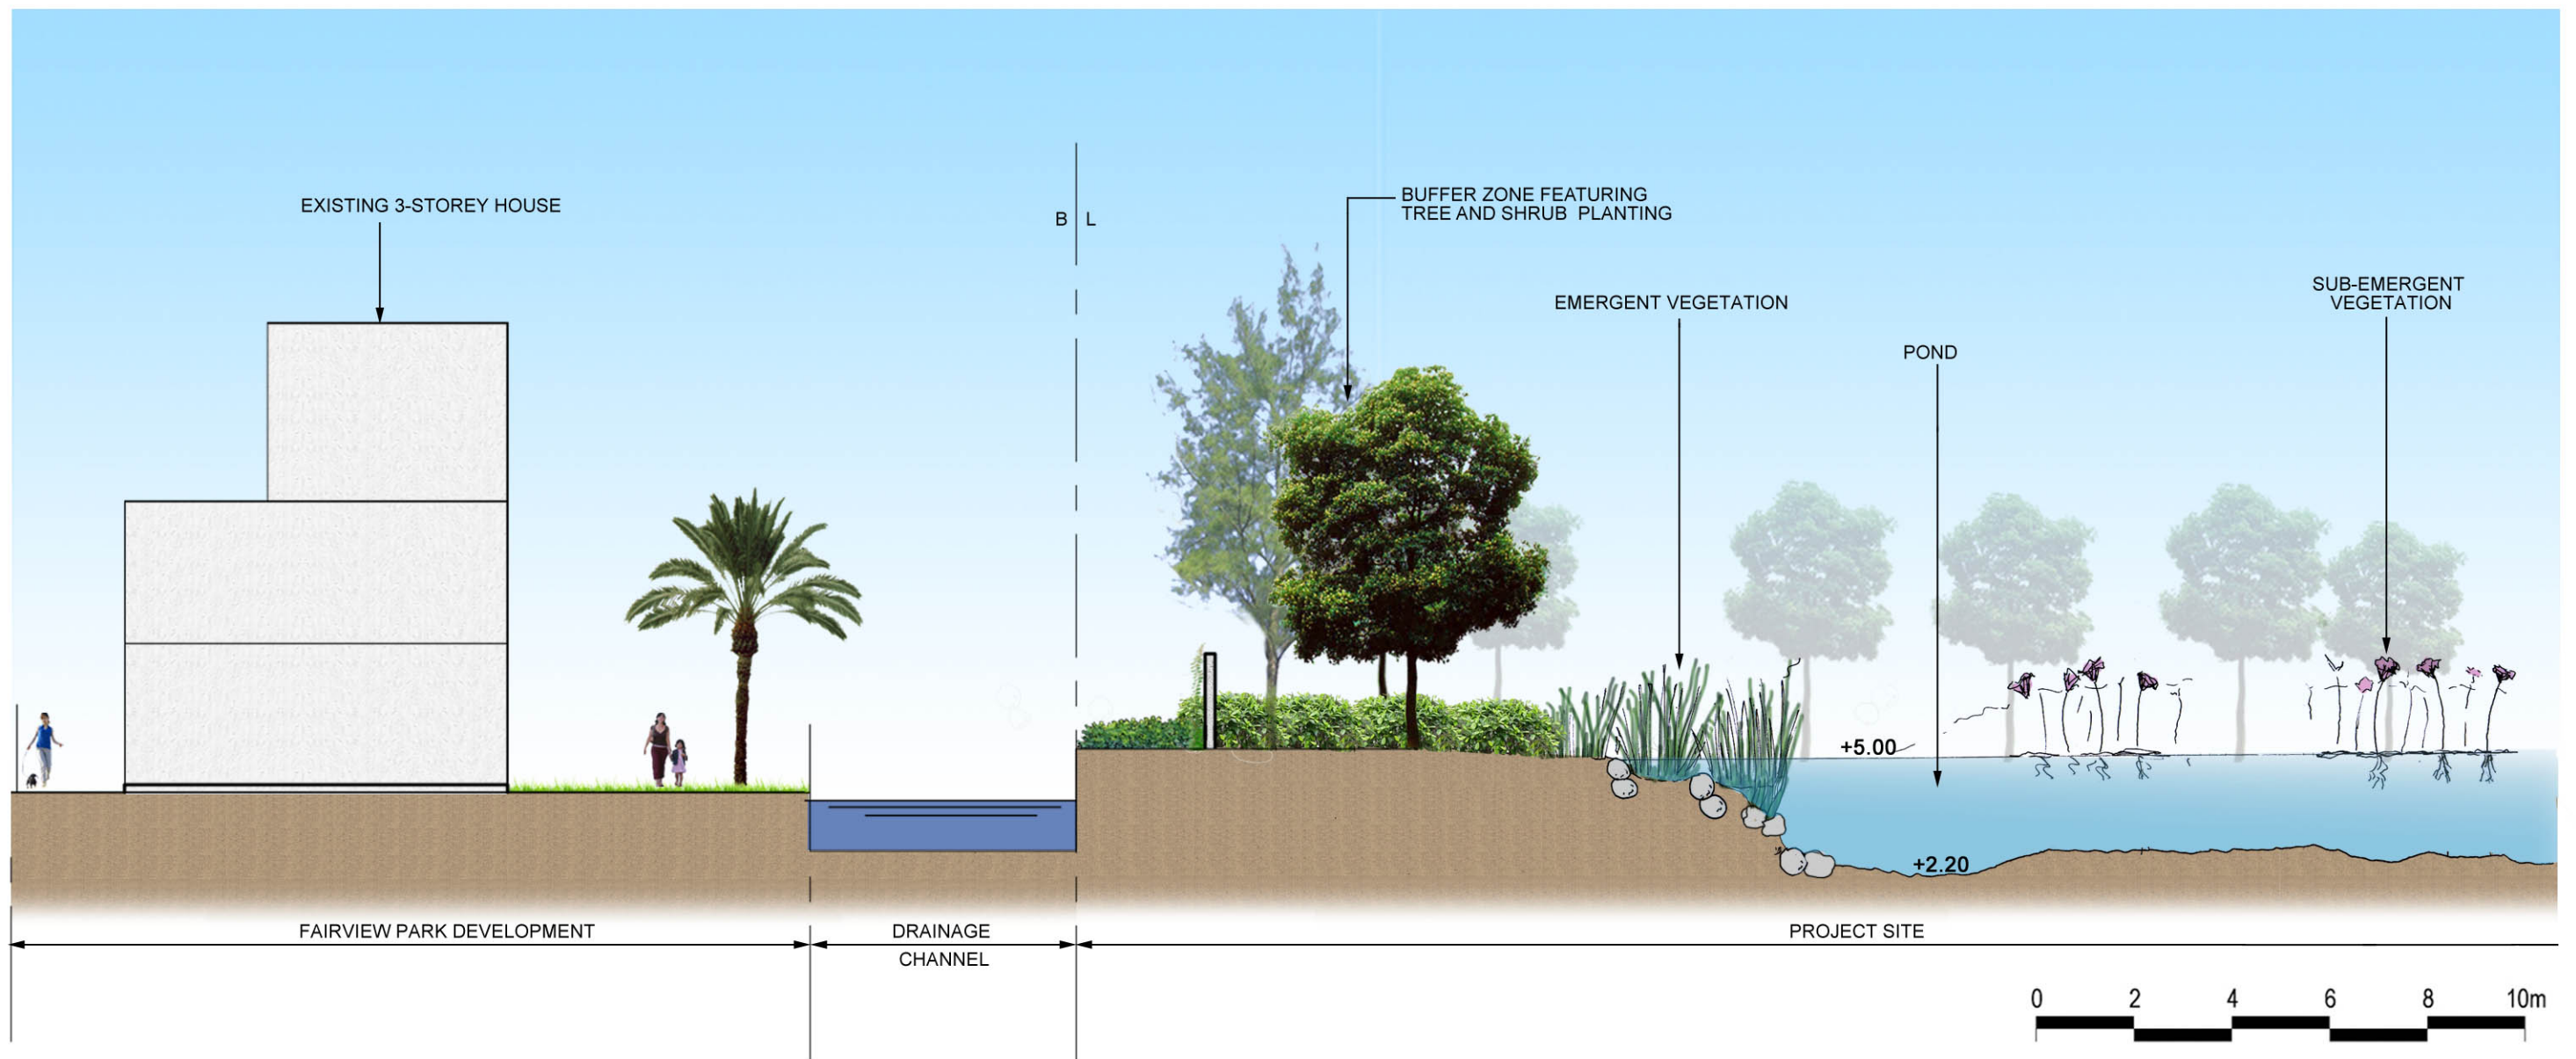 EXISTING 3-STOREY HOUSE
B L
BUFFER ZONE FEATURING
TREE AND SHRUB PLANTING
EMERGENT VEGETATION
SUB-EMERGENT
VEGETATION
POND
+5.00
+2.20
FAIRVIEW PARK DEVELOPMENT
DRAINAGE
CHANNEL
PROJECT SITE
0 2 4 6 8 10m